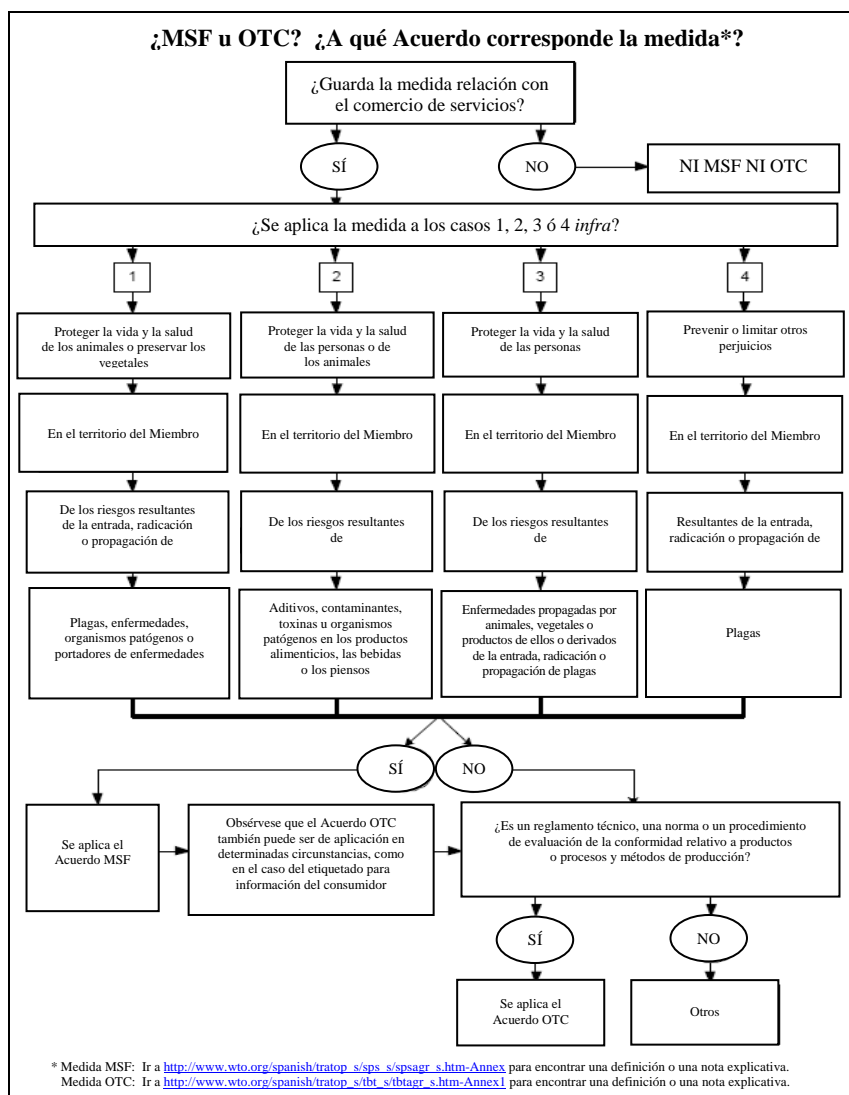 ¿MSF u OTC? ¿A qué Acuerdo corresponde la medida*?
¿Guarda la medida relación con
el comercio de servicios?
SÍ
NO
NI MSF NI OTC
¿Se aplica la medida a los casos 1, 2, 3 ó 4 infra?
1
2
3
4
Proteger la vida y la salud
de los animales o preservar los
vegetales
Proteger la vida y la salud
de las personas o de
los animales
Proteger la vida y la salud
de las personas
Prevenir o limitar otros
perjuicios
En el territorio del Miembro
En el territorio del Miembro
En el territorio del Miembro
En el territorio del Miembro
De los riesgos resultantes
de la entrada, radicación
o propagación de
De los riesgos resultantes
de
De los riesgos resultantes
de
Resultantes de la entrada,
radicación o propagación de
Plagas, enfermedades,
organismos patógenos o
portadores de enfermedades
Aditivos, contaminantes,
toxinas u organismos
patógenos en los productos
alimenticios, las bebidas
o los piensos
Enfermedades propagadas por
animales, vegetales o
productos de ellos o derivados
de la entrada, radicación o
propagación de plagas
Plagas
SÍ
NO
Se aplica el
Acuerdo MSF
Obsérvese que el Acuerdo OTC
también puede ser de aplicación en
determinadas circunstancias, como
en el caso del etiquetado para
información del consumidor
¿Es un reglamento técnico, una norma o un procedimiento
de evaluación de la conformidad relativo a productos
o procesos y métodos de producción?
SÍ
NO
Se aplica el
Acuerdo OTC
Otros
* Medida MSF: Ir a http://www.wto.org/spanish/tratop_s/sps_s/spsagr_s.htm-Annex para encontrar una definición o una nota explicativa.
Medida OTC: Ir a http://www.wto.org/spanish/tratop_s/tbt_s/tbtagr_s.htm-Annex1 para encontrar una definición o una nota explicativa.